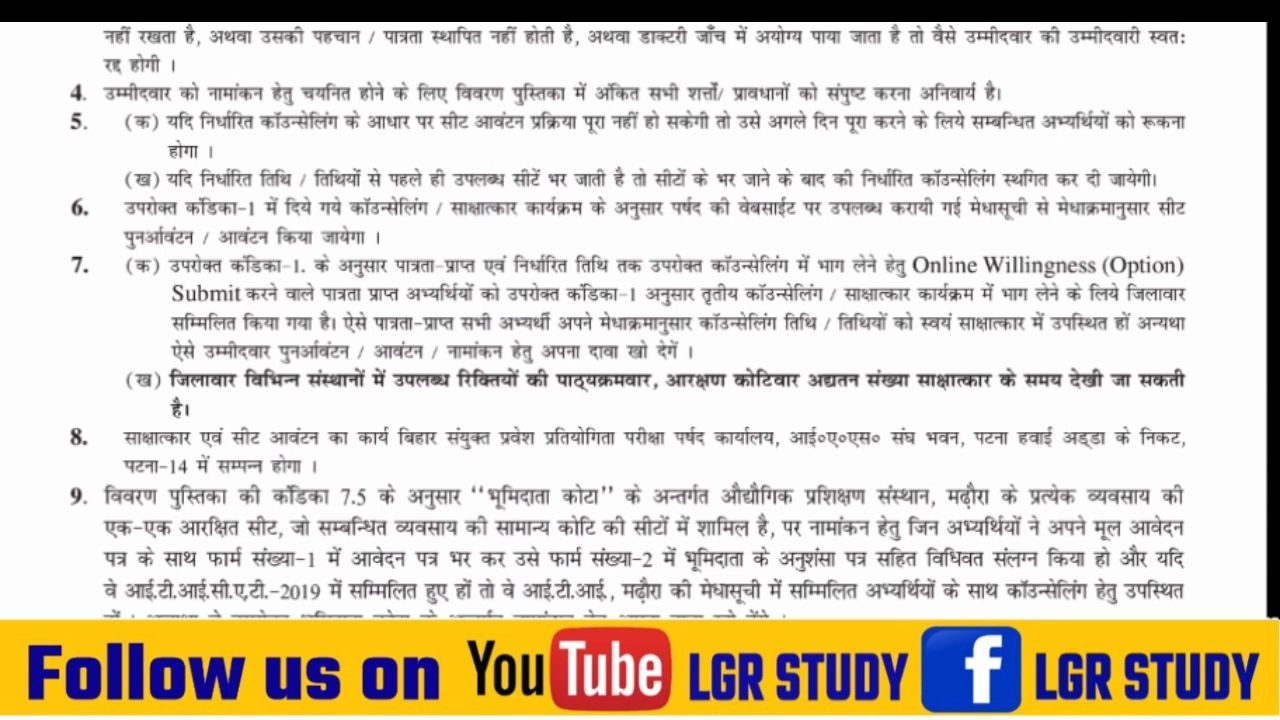 नहीं रखता है, अथवा उसकी पहचान / पात्रता स्थापित नहीं होती है, अथवा डाक्टरी जाँच में अयोग्य पाया जाता है तो वैसे उम्मीदवार की उम्मीदवारी स्वत:
रद्द होगी ।
4. उम्मीदवार को नामांकन हेतु चयनित होने के लिए विवरण पुस्तिका में अंकित सभी शर्त्तो/ प्रावधानों को संपुष्ट करना अनिवार्य है।
5. (क) यदि निर्धारित कॉउन्सेलिंग के आधार पर सीट आवंटन प्रक्रिया पूरा नहीं हो सकेगी तो उसे अगले दिन पूरा करने के लिये सम्बन्धित अभ्यर्थियों को रूकना
होगा ।
(ख) यदि निर्धारित तिथि / तिथियों से पहले ही उपलब्ध सीटें भर जाती है तो सीटों के भर जाने के बाद की निर्धारित कॉउन्सेलिंग स्थगित कर दी जायेगी।
6. उपरोक्त कंडिका-1 में दिये गये कॉउन्सेलिंग / साक्षात्कार कार्यक्रम के अनुसार पर्षद की वेबसाईट पर उपलब्ध करायी गई मेधासूची से मेधाक्रमानुसार सीट
पुनर्आवंटन / आवंटन किया जायेगा ।
7. (क) उपरोक्त कंडिका-1. के अनुसार पात्रता-प्राप्त एवं निर्धारित तिथि तक उपरोक्त कॉउन्सेलिंग में भाग लेने हेतु Online Willingness (Option)
Submit करने वाले पात्रता प्राप्त अभ्यर्थियों को उपरोक्त कंडिका-1 अनुसार तृतीय कॉउन्सेलिंग / साक्षात्कार कार्यक्रम में भाग लेने के लिये जिलावार
सम्मिलित किया गया है। ऐसे पात्रता-प्राप्त सभी अभ्यर्थी अपने मेधाक्रमानुसार कॉउन्सेलिंग तिथि / तिथियों को स्वयं साक्षात्कार में उपस्थित हों अन्यथा
ऐसे उम्मीदवार पुनर्आवंटन / आवंटन / नामांकन हेतु अपना दावा खो देगें ।
(ख) जिलावार विभिन्न संस्थानों में उपलब्ध रिक्तियों की पाठ्यक्रमवार, आरक्षण कोटिवार अद्यतन संख्या साक्षात्कार के समय देखी जा सकती
है।
8. साक्षात्कार एवं सीट आवंटन का कार्य बिहार संयुक्त प्रवेश प्रतियोगिता परीक्षा पर्षद कार्यालय, आई०ए०एस० संघ भवन, पटना हवाई अड्डा के निकट,
पटना-14 में सम्पन्न होगा ।
9. विवरण पुस्तिका की कंडिका 7.5 के अनुसार ‘‘भूमिदाता कोटा’’ के अन्तर्गत औद्योगिक प्रशिक्षण संस्थान, मढ़ौरा के प्रत्येक व्यवसाय की
एक-एक आरक्षित सीट, जो सम्बन्धित व्यवसाय की सामान्य कोटि की सीटों में शामिल है, पर नामांकन हेतु जिन अभ्यर्थियों ने अपने मूल आवेदन
पत्र के साथ फार्म संख्या-1 में आवेदन पत्र भर कर उसे फार्म संख्या-2 में भूमिदाता के अनुशंसा पत्र सहित विधिवत संलग्न किया हो और यदि
वे आई.टी.आई.सी.ए.टी.-2019 में सम्मिलित हुए हों तो वे आई.टी.आई., मढ़ौरा की मेधासूची में सम्मिलित अभ्यर्थियों के साथ कॉउन्सेलिंग हेतु उपस्थित
Follow us on YouTube LGR STUDY f LGR STUDY